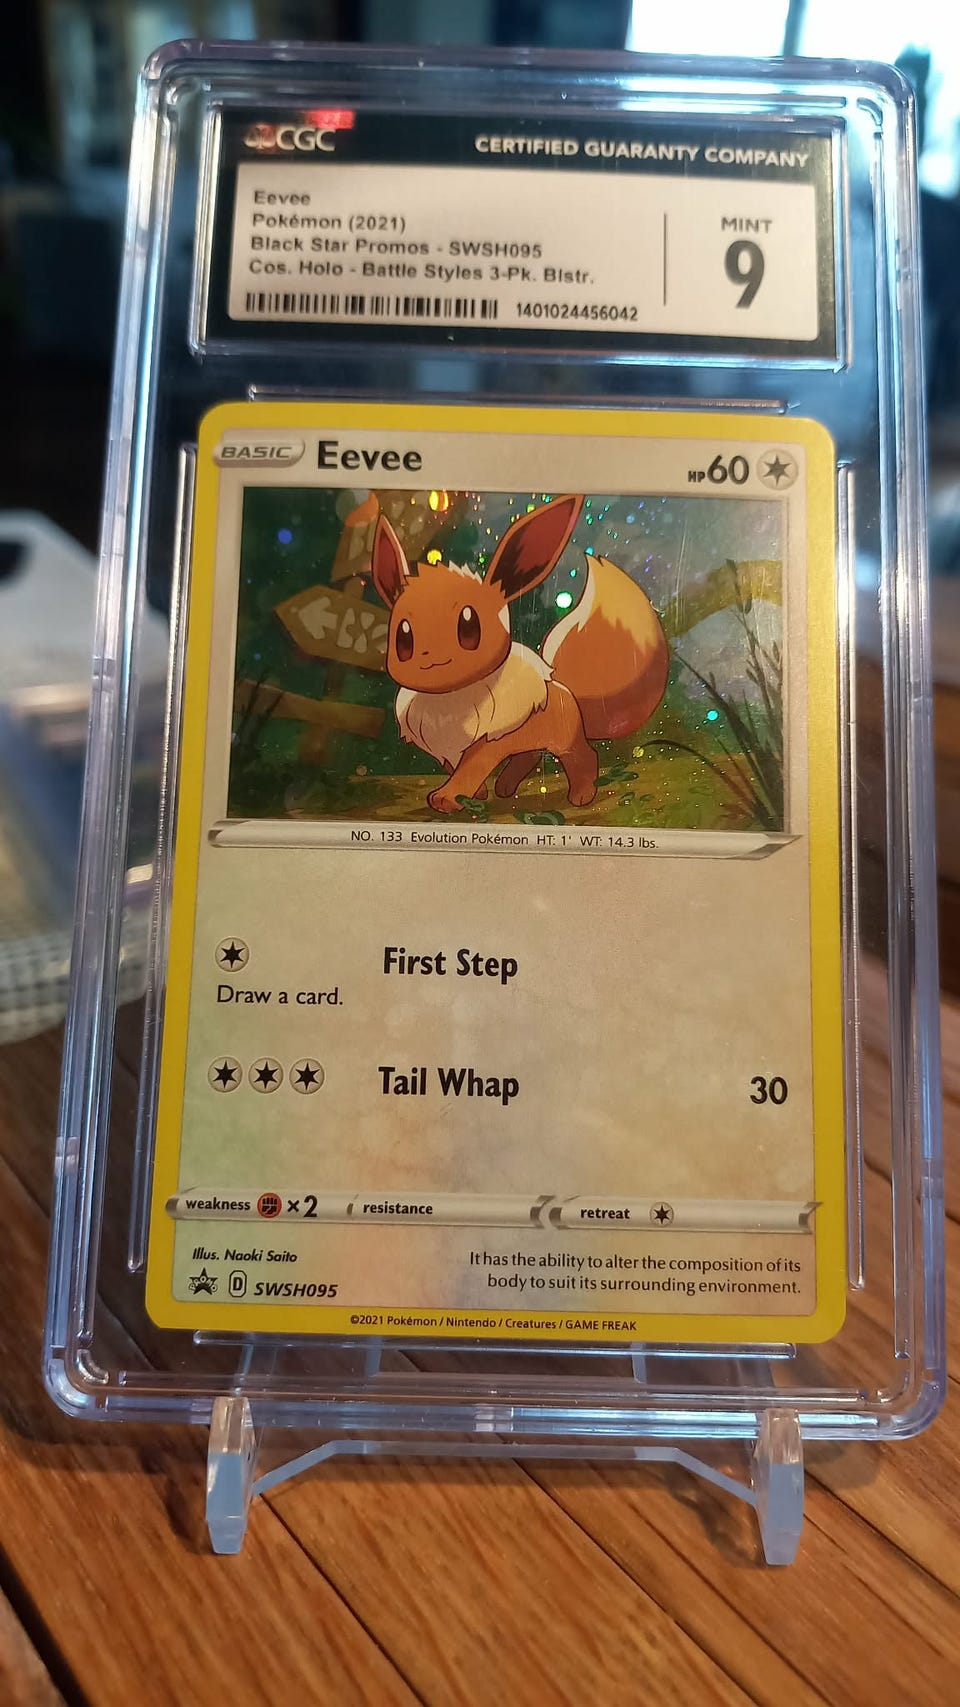 CGC
CERTIFIED GUARANTY COMPANY
Eevee
Pokémon (2021)
Black Star Promos - SWSH095
Cos. Holo - Battle Styles 3-Pk. Blstr.
1401024456042
MINT
9
BASIC Eevee HP60
NO. 133 Evolution Pokémon HT: 1' WT: 14.3 lbs.
First Step
Draw a card.
Tail Whap 30
weakness ×2 resistance retreat
Illus. Naoki Saito
D SWSH095
It has the ability to alter the composition of its
body to suit its surrounding environment.
©2021 Pokémon / Nintendo / Creatures / GAME FREAK